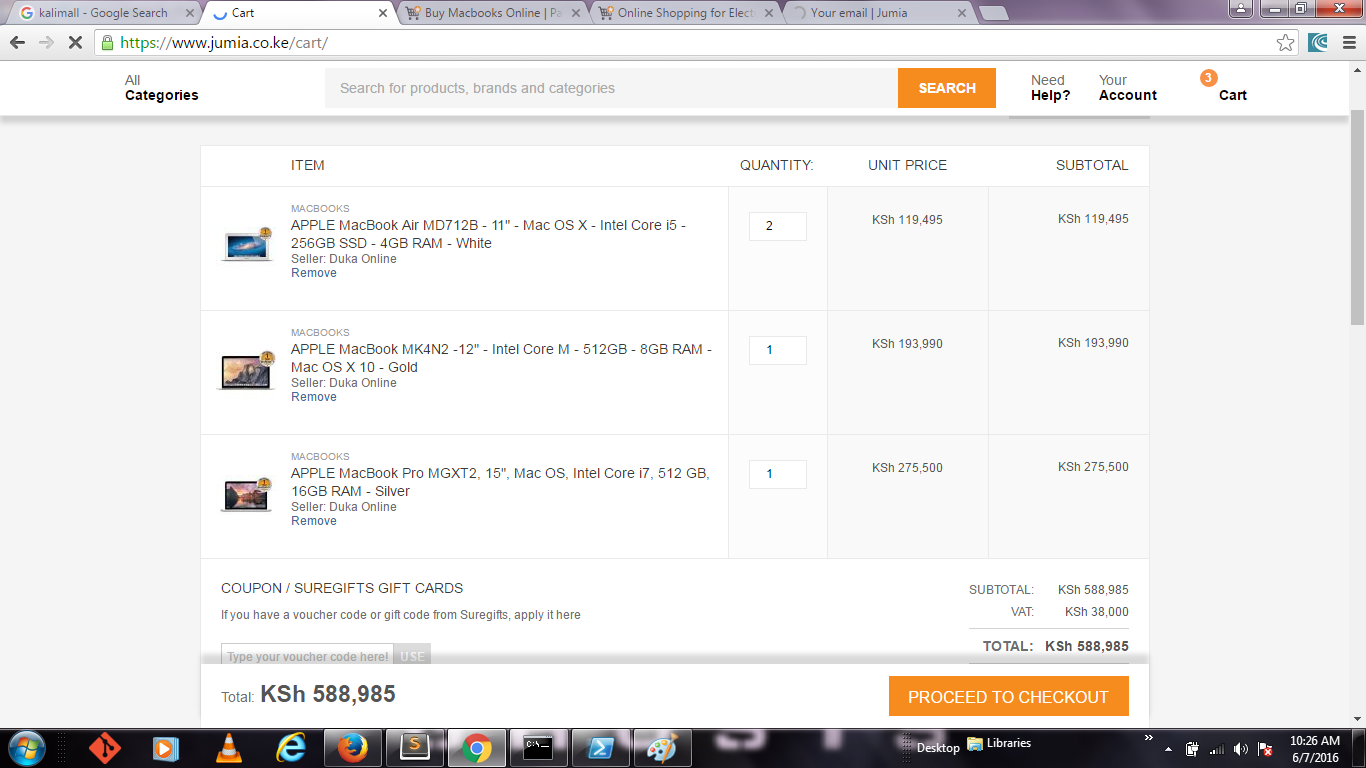 kalimall - Google Search
Cart
Buy Macbooks Online | Pa
Online Shopping for Elect
Your email | Jumia
https://www.jumia.co.ke/cart/
All
Categories
Search for products, brands and categories
SEARCH
Need
Help?
Your
Account
3
Cart
ITEM QUANTITY: UNIT PRICE SUBTOTAL
MACBOOKS
APPLE MacBook Air MD712B - 11" - Mac OS X - Intel Core i5 -
256GB SSD - 4GB RAM - White
Seller: Duka Online
Remove
2
KSh 119,495
KSh 119,495
MACBOOKS
APPLE MacBook MK4N2 -12" - Intel Core M - 512GB - 8GB RAM -
Mac OS X 10 - Gold
Seller: Duka Online
Remove
1
KSh 193,990
KSh 193,990
MACBOOKS
APPLE MacBook Pro MGXT2, 15", Mac OS, Intel Core i7, 512 GB,
16GB RAM - Silver
Seller: Duka Online
Remove
1
KSh 275,500
KSh 275,500
COUPON / SUREGIFTS GIFT CARDS
If you have a voucher code or gift code from Suregifts, apply it here
Type your voucher code here!
USE
SUBTOTAL: KSh 588,985
VAT: KSh 38,000
TOTAL: KSh 588,985
Total: KSh 588,985
PROCEED TO CHECKOUT
Desktop
Libraries
10:26 AM
6/7/2016